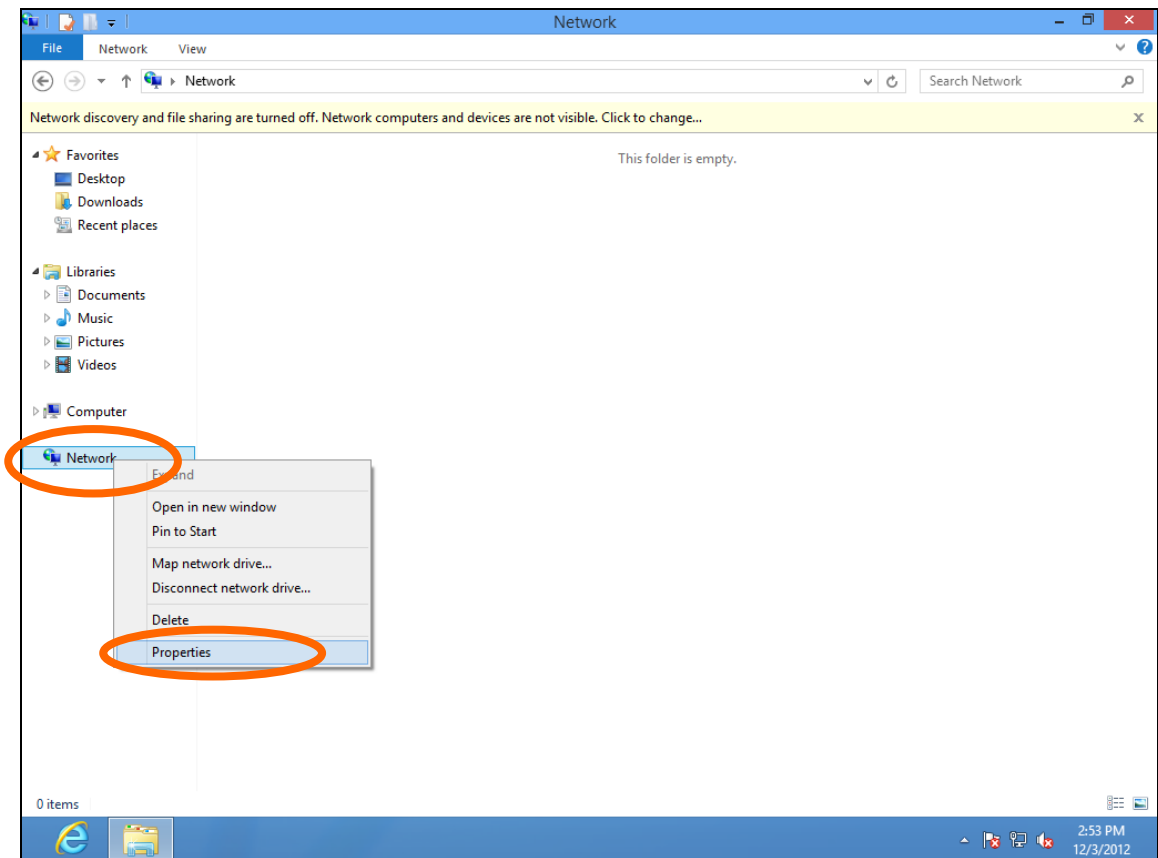 Network
File Network View
Network
Search Network
Network discovery and file sharing are turned off. Network computers and devices are not visible. Click to change...
This folder is empty.
Favorites
Desktop
Downloads
Recent places
Libraries
Documents
Music
Pictures
Videos
Computer
Network
Expand
Open in new window
Pin to Start
Map network drive...
Disconnect network drive...
Delete
Properties
0 items
2:53 PM
12/3/2012